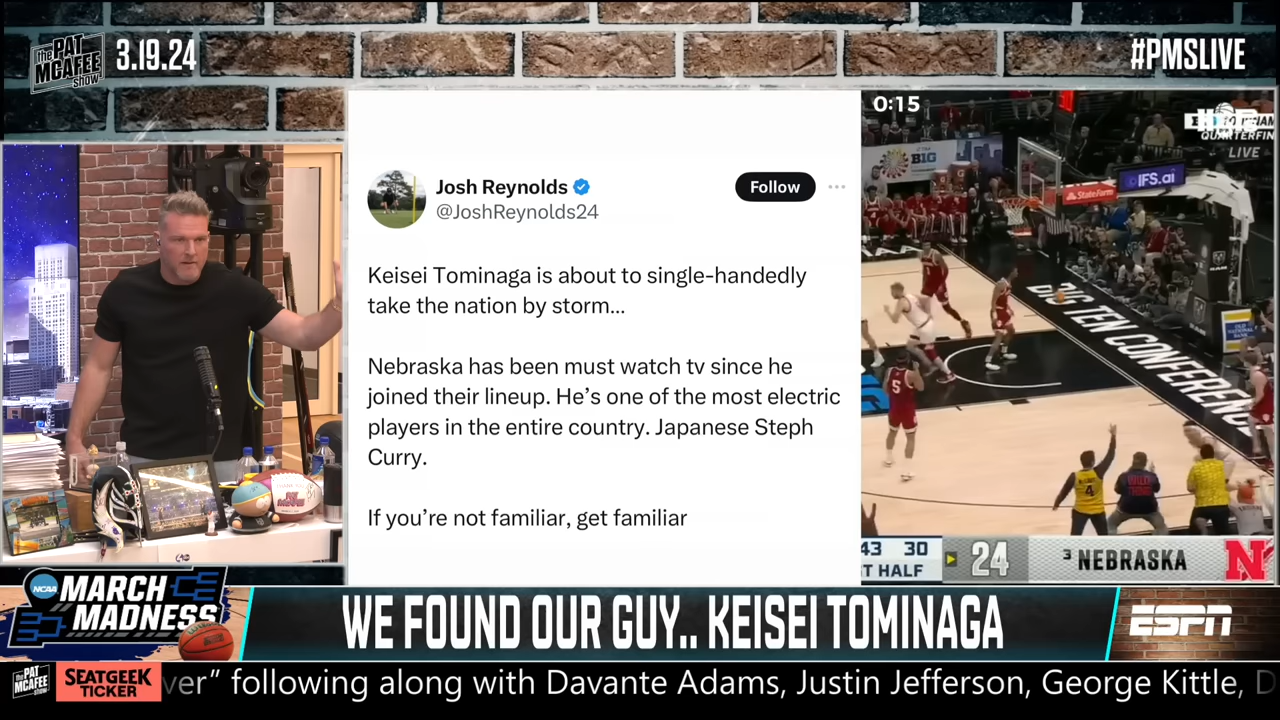 the
PAT
MCAFEE
show
3.19.24
#PMSLIVE
Josh Reynolds
@JoshReynolds24
Follow
Keisei Tominaga is about to single-handedly
take the nation by storm...
Nebraska has been must watch tv since he
joined their lineup. He's one of the most electric
players in the entire country. Japanese Steph
Curry.
If you're not familiar, get familiar
0:15
LIVE
B1G
IFS.ai
State Farm
RAM
BIG TEN CONFERENCE
5
4
43 30
T HALF
24
3 NEBRASKA
N
NCAA
MARCH
MADNESS
WE FOUND OUR GUY.. KEISEI TOMINAGA
ESPN
the
PAT
MCAFEE
show
SEATGEEK
TICKER
ver” following along with Davante Adams, Justin Jefferson, George Kittle, D